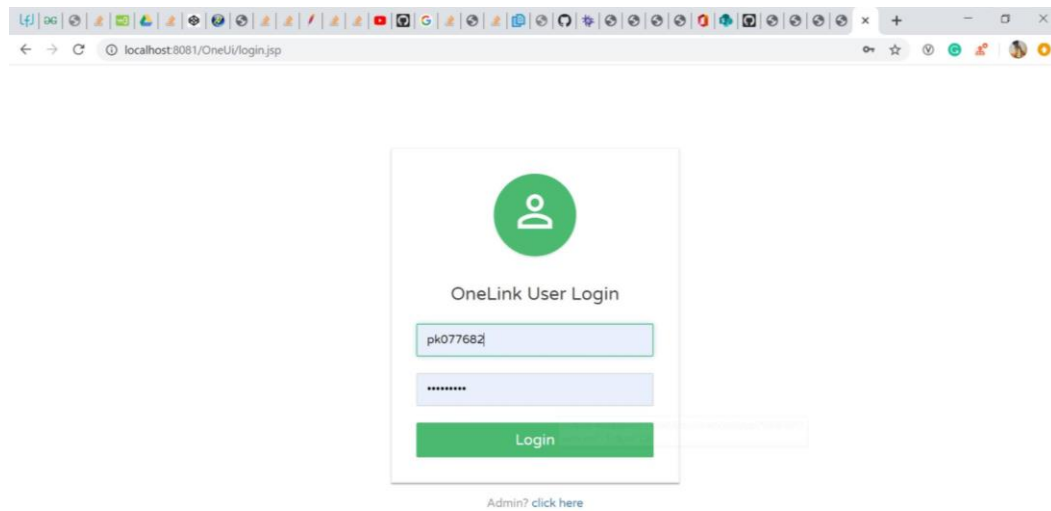 localhost:8081/OneUi/login.jsp
OneLink User Login
pk077682
•••••••••
Login
Admin? click here